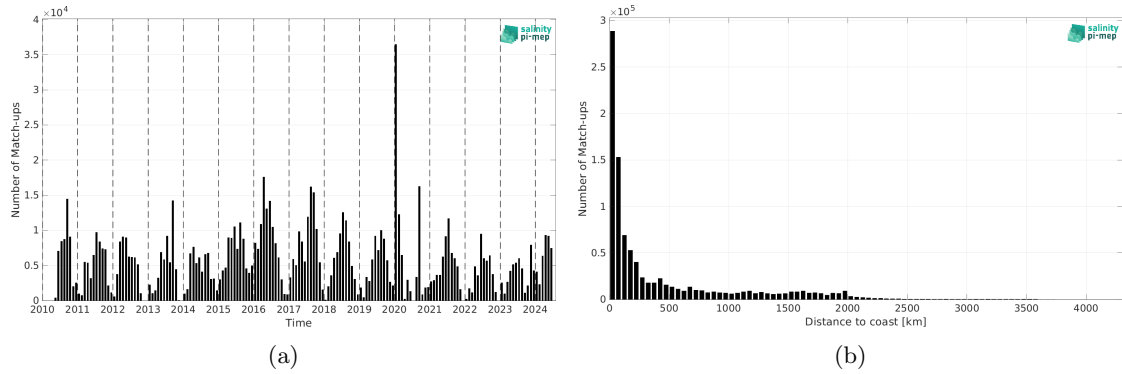 ×10⁴
4
3.5
3
2.5
2
1.5
1
0.5
0
Number of Match-ups
2010 2011 2012 2013 2014 2015 2016 2017 2018 2019 2020 2021 2022 2023 2024
Time
salinity
pi-mep
(a)
×10⁵
3
2.5
2
1.5
1
0.5
0
Number of Match-ups
0 500 1000 1500 2000 2500 3000 3500 4000
Distance to coast [km]
salinity
pi-mep
(b)